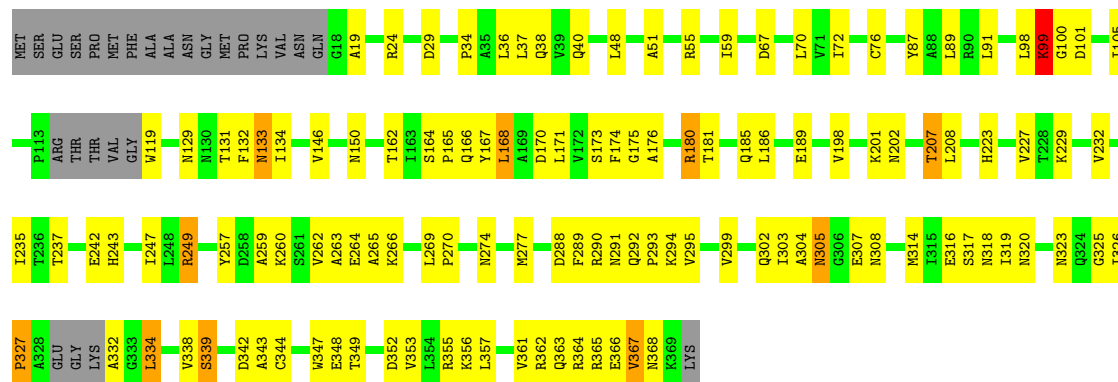 MET SER GLU SER PRO MET PHE ALA ALA ASN GLY MET PRO LYS VAL ASN GLN G18 A19 R24 D29 P34 A35 L36 L37 Q38 V39 Q40 L48 A51 R55 I59 D67 L70 V71 I72 C76 Y87 A88 L89 R90 L91 L98 K99 G100 D101 I105
P113 ARG THR THR VAL GLY W119 N129 N130 T131 F132 N133 I134 V146 N150 T162 I163 S164 P165 Q166 Y167 L168 A169 D170 L171 V172 S173 F174 G175 A176 R180 T181 Q185 L186 E189 V198 K201 N202 T207 L208 H223 V227 T228 K229 V232
I235 T236 T237 E242 H243 I247 L248 R249 Y257 D258 A259 K260 S261 V262 A263 E264 A265 K266 L269 P270 N274 M277 D288 F289 R290 N291 Q292 P293 K294 V295 V299 Q302 I303 A304 N305 G306 E307 N308 M314 I315 E316 S317 N318 I319 N320 N323 Q324 G325 I326
P327 A328 GLU GLY LYS A332 G333 L334 V338 S339 D342 A343 C344 W347 E348 T349 D352 V353 L354 R355 K356 L357 V361 R362 Q363 R364 R365 E366 V367 N368 K369 LYS